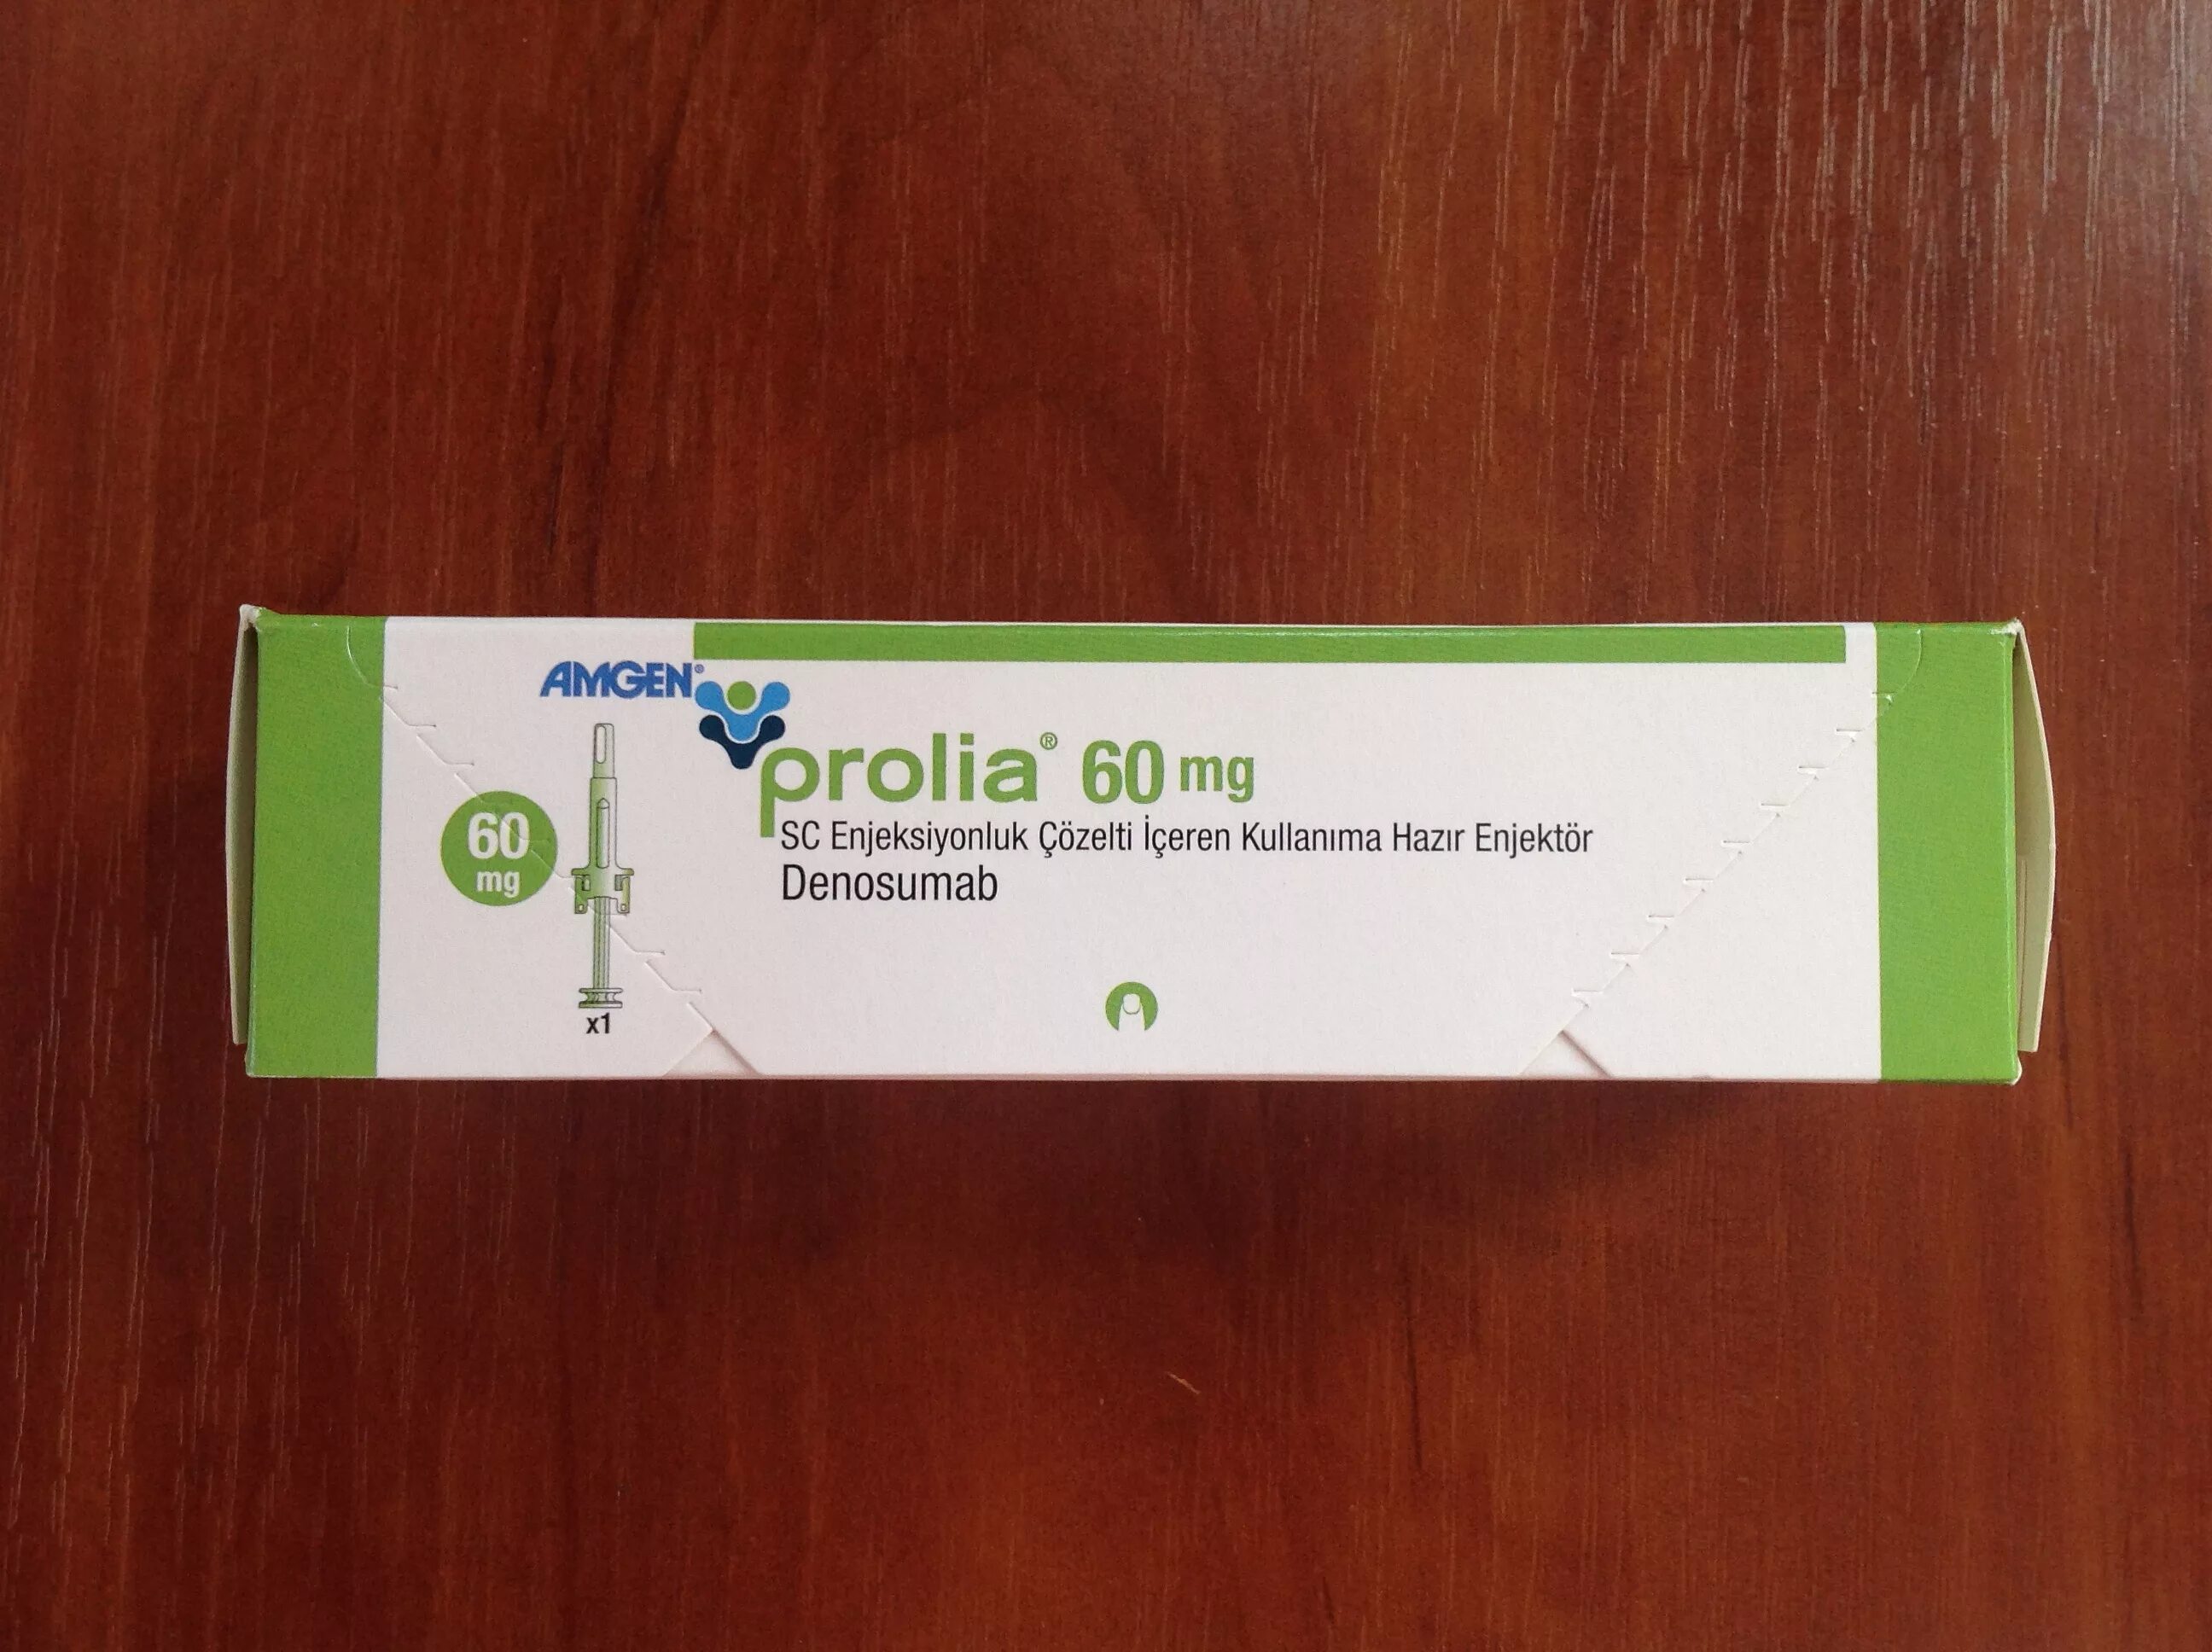 AMGEN®
prolia® 60 mg
SC Enjeksiyonluk Çözelti İçeren Kullanıma Hazır Enjektör
Denosumab
60
mg
x1